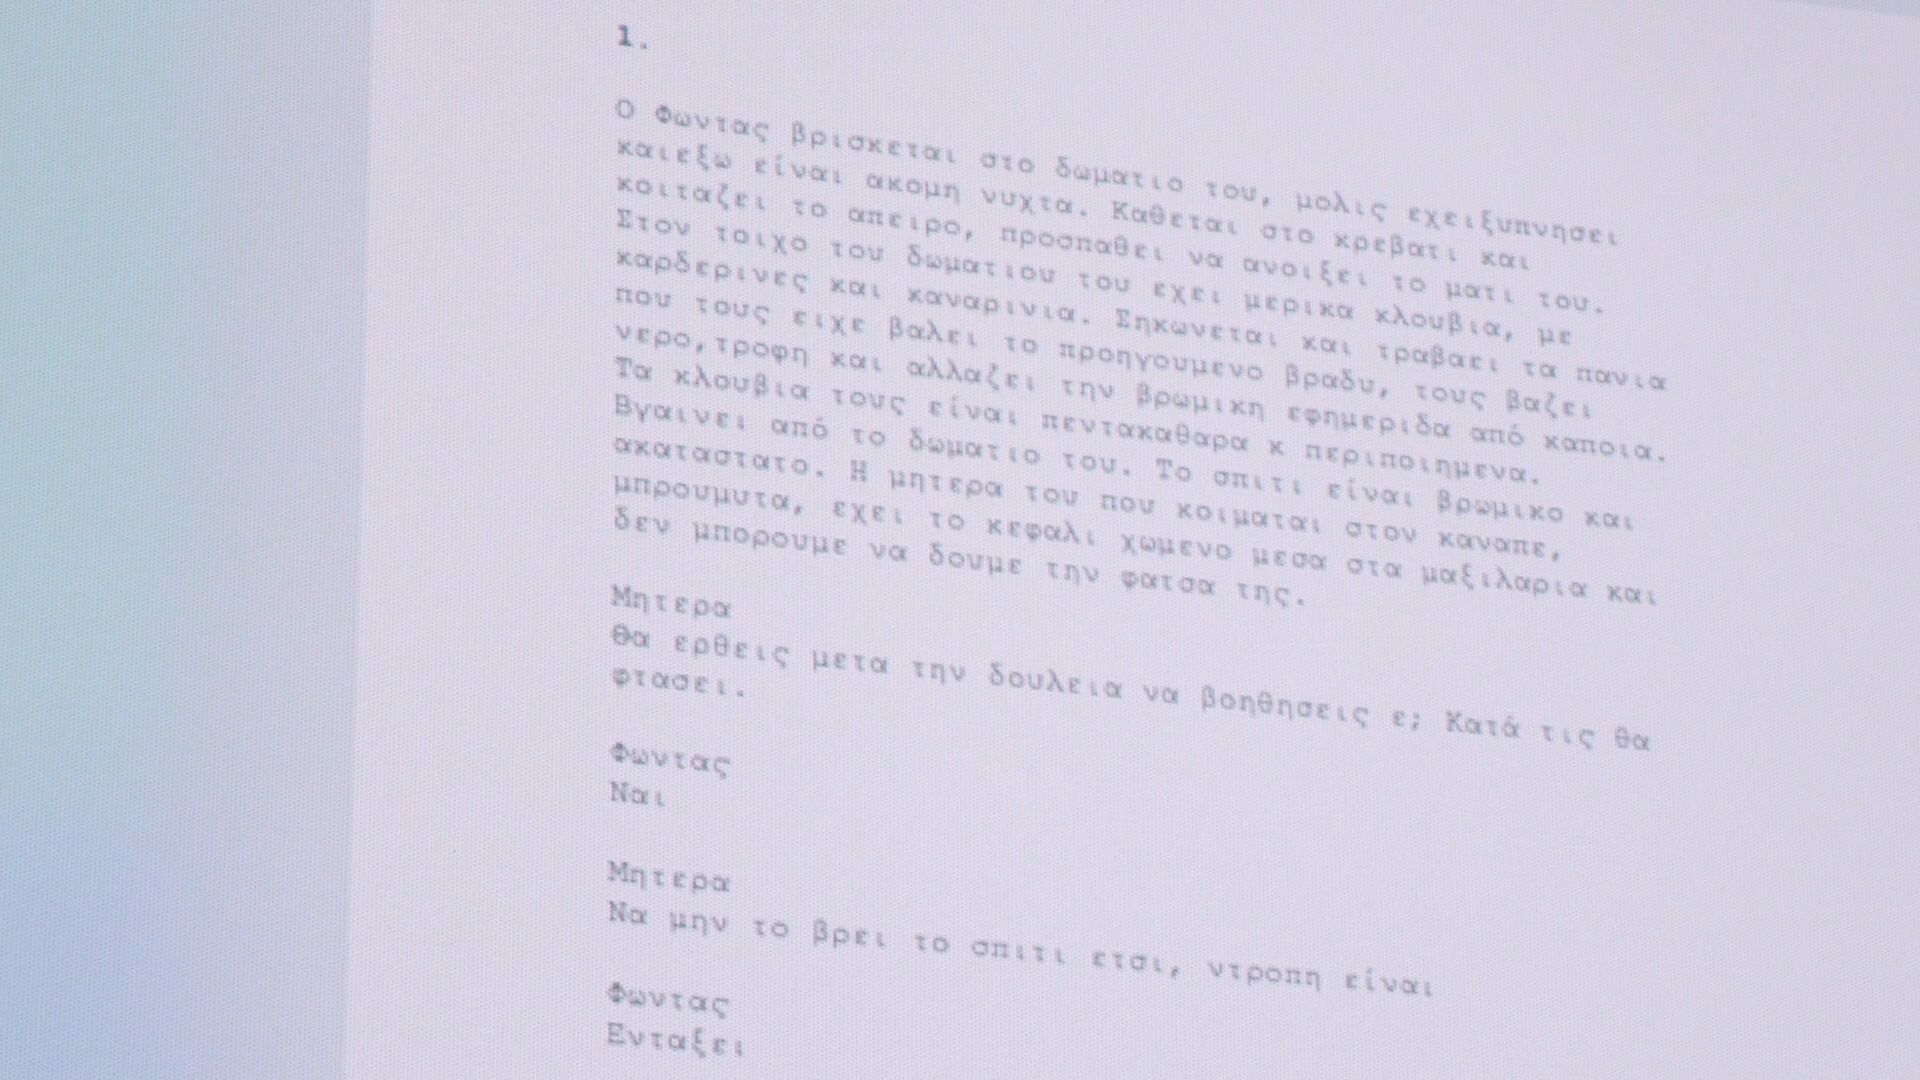 1.
Ο Φωντας βρισκεται στο δωματιο του, μολις εχειξυπνησει
καιεξω είναι ακομη νυχτα. Καθεται στο κρεβατι και
κοιταζει το απειρο, προσπαθει να ανοιξει το ματι του.
Στον τοιχο του δωματιου του εχει μερικα κλουβια, με
καρδερινες και καναρινια. Σηκωνεται και τραβαει τα πανια
που τους ειχε βαλει το προηγουμενο βραδυ, τους βαζει
νερο,τροφη και αλλαζει την βρωμικη εφημεριδα από καποια.
Τα κλουβια τους είναι πεντακαθαρα κ περιποιημενα.
Βγαινει από το δωματιο του. Το σπιτι είναι βρωμικο και
ακαταστατο. Η μητερα του που κοιμαται στον καναπε,
μπρουμυτα, εχει το κεφαλι χωμενο μεσα στα μαξιλαρια και
δεν μπορουμε να δουμε την φατσα της.
Μητερα
Θα ερθεις μετα την δουλεια να βοηθησεις ε; Κατά τις θα
φτασει.
Φωντας
Ναι
Μητερα
Να μην το βρει το σπιτι ετσι, ντροπη είναι
Φωντας
Ενταξει